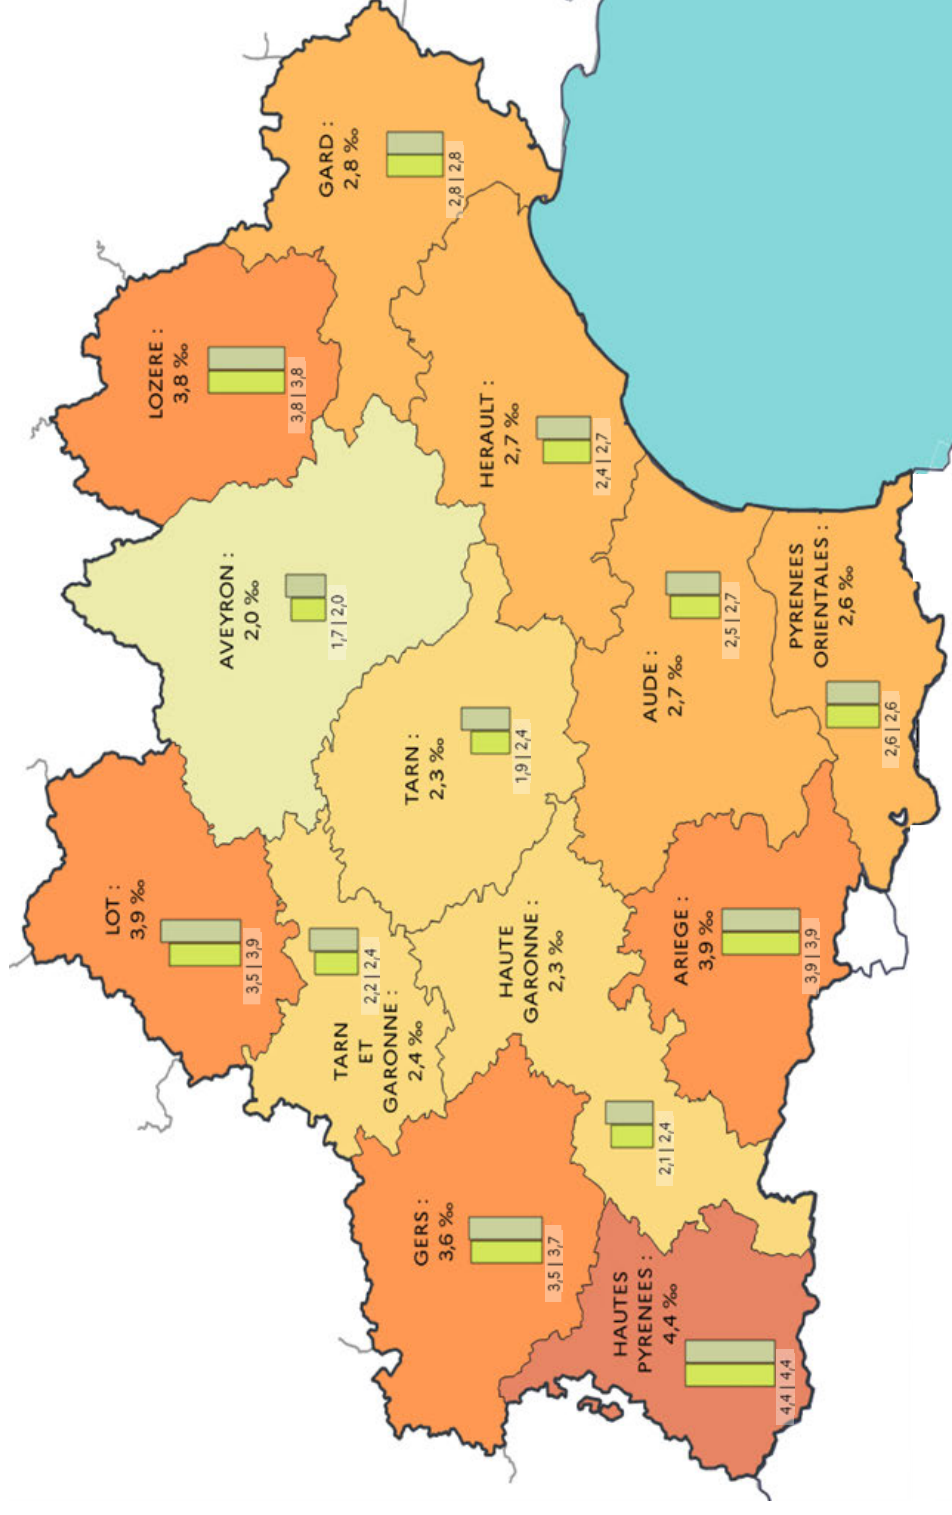 LOT :
3,9 ‰
3,5 | 3,9
AVEYRON :
2,0 ‰
1,7 | 2,0
LOZERE :
3,8 ‰
3,8 | 3,8
GARD :
2,8 ‰
2,8 | 2,8
TARN
ET
GARONNE :
2,4 ‰
2,2 | 2,4
TARN :
2,3 ‰
1,9 | 2,4
HERAULT :
2,7 ‰
2,4 | 2,7
GERS :
3,6 ‰
3,5 | 3,7
HAUTE
GARONNE :
2,3 ‰
2,1 | 2,4
HAUTES
PYRENEES :
4,4 ‰
4,4 | 4,4
ARIEGE :
3,9 ‰
3,9 | 3,9
AUDE :
2,7 ‰
2,5 | 2,7
PYRENEES
ORIENTALES :
2,6 ‰
2,6 | 2,6